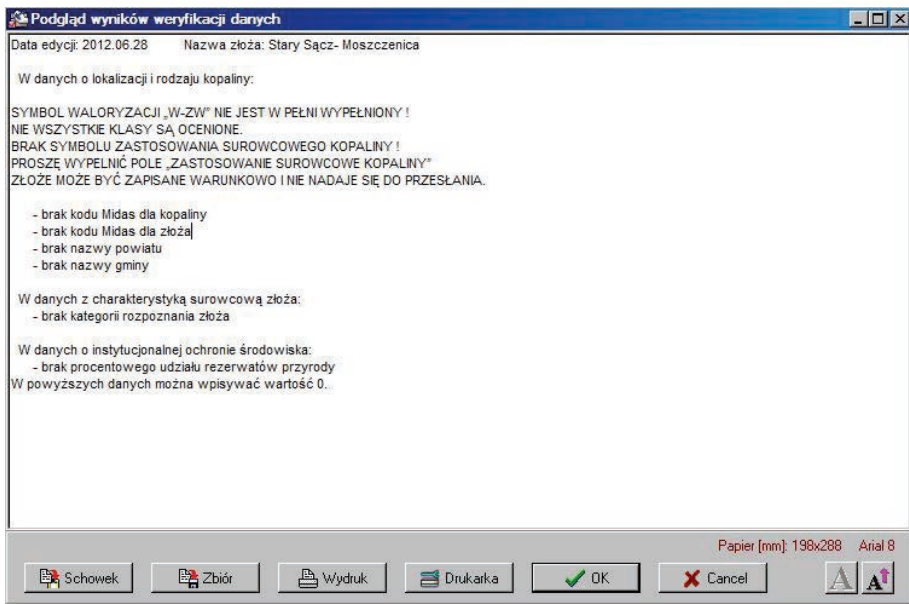 Podgląd wyników weryfikacji danych
Data edycji: 2012.06.28 Nazwa złoża: Stary Sącz- Moszczenica
W danych o lokalizacji i rodzaju kopaliny:
SYMBOL WALORYZACJI „W-ZW” NIE JEST W PEŁNI WYPEŁNIONY !
NIE WSZYSTKIE KLASY SĄ OCENIONE.
BRAK SYMBOLU ZASTOSOWANIA SUROWCOWEGO KOPALINY !
PROSZĘ WYPELNIĆ POLE „ZASTOSOWANIE SUROWCOWE KOPALINY”
ZŁOŻE MOŻE BYĆ ZAPISANE WARUNKOWO I NIE NADAJE SIĘ DO PRZESŁANIA.
- brak kodu Midas dla kopaliny
- brak kodu Midas dla złoża
- brak nazwy powiatu
- brak nazwy gminy
W danych z charakterystyką surowcową złoża:
- brak kategorii rozpoznania złoża
W danych o instytucjonalnej ochronie środowiska:
- brak procentowego udziału rezerwatów przyrody
W powyższych danych można wpisywać wartość 0.
Papier [mm]: 198x288 Arial 8
Schowek Zbiór Wydruk Drukarka OK Cancel A A